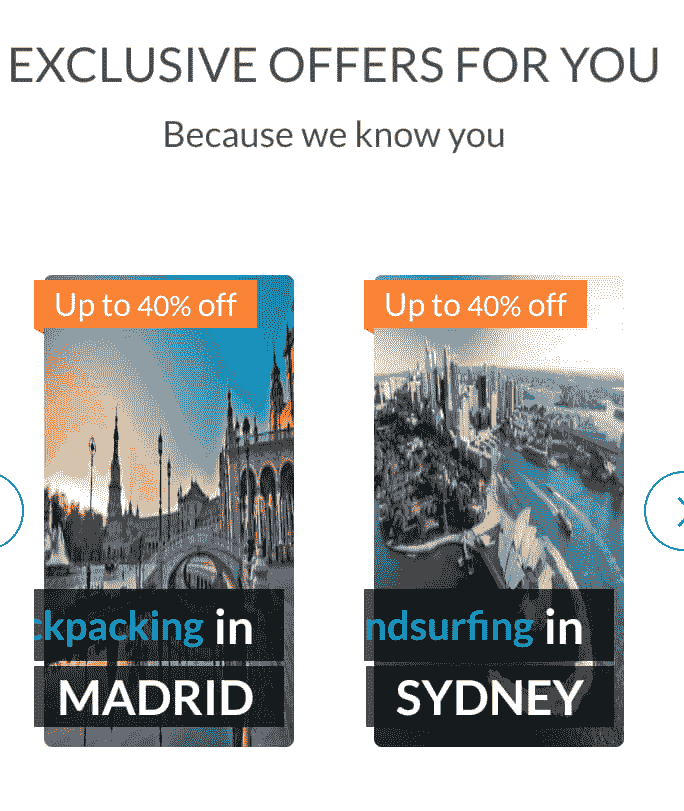 EXCLUSIVE OFFERS FOR YOU
Because we know you
Up to 40% off
ckpacking in
MADRID
Up to 40% off
ndsurfing in
SYDNEY